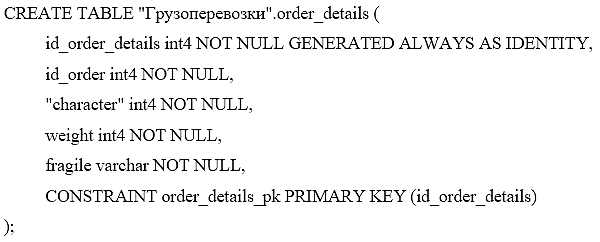 CREATE TABLE "Грузоперевозки".order_details (
id_order_details int4 NOT NULL GENERATED ALWAYS AS IDENTITY,
id_order int4 NOT NULL,
"character" int4 NOT NULL,
weight int4 NOT NULL,
fragile varchar NOT NULL,
CONSTRAINT order_details_pk PRIMARY KEY (id_order_details)
);